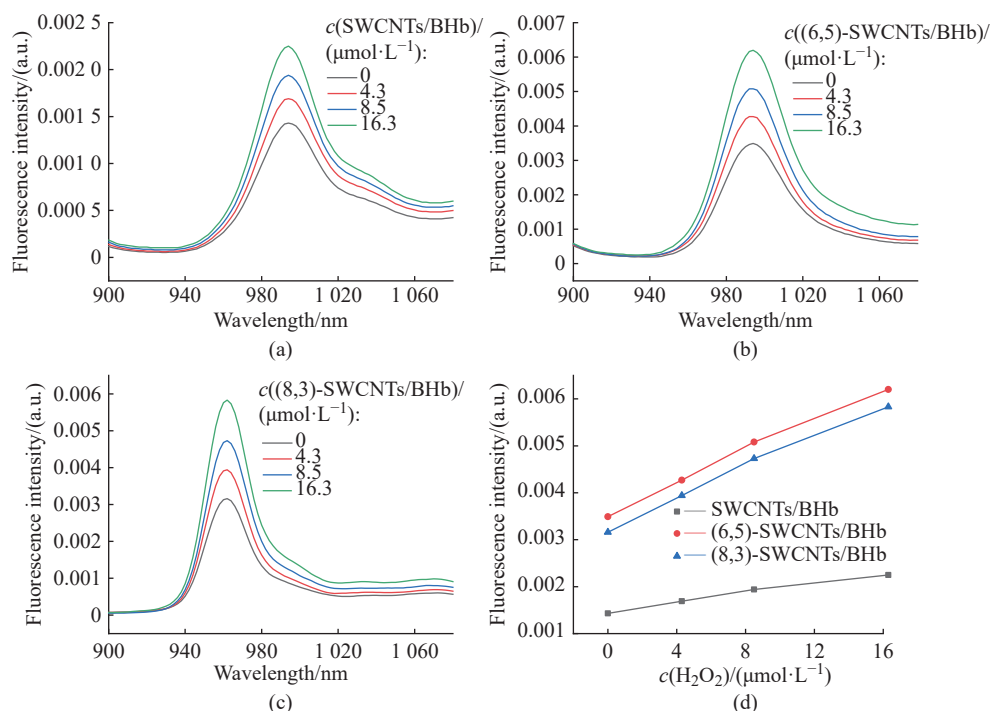 0.002 5
0.002 0
0.001 5
0.001 0
0.000 5
0
Fluorescence intensity/(a.u.)
c(SWCNTs/BHb)/
(μmol·L⁻¹):
0
4.3
8.5
16.3
900 940 980 1 020 1 060
Wavelength/nm
(a)
0.007
0.006
0.005
0.004
0.003
0.002
0.001
0
Fluorescence intensity/(a.u.)
c((6,5)-SWCNTs/BHb)/
(μmol·L⁻¹):
0
4.3
8.5
16.3
900 940 980 1 020 1 060
Wavelength/nm
(b)
0.006
0.005
0.004
0.003
0.002
0.001
0
Fluorescence intensity/(a.u.)
c((8,3)-SWCNTs/BHb)/
(μmol·L⁻¹):
0
4.3
8.5
16.3
900 940 980 1 020 1 060
Wavelength/nm
(c)
0.006
0.005
0.004
0.003
0.002
0.001
Fluorescence intensity/(a.u.)
SWCNTs/BHb
(6,5)-SWCNTs/BHb
(8,3)-SWCNTs/BHb
0 4 8 12 16
c(H₂O₂)/(μmol·L⁻¹)
(d)